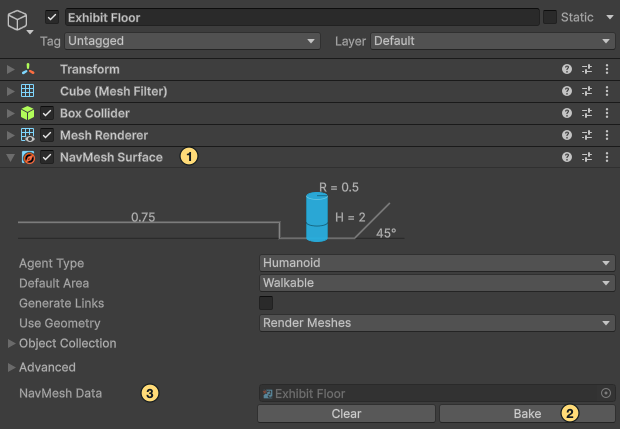 Exhibit Floor Static
Tag Untagged Layer Default
Transform
Cube (Mesh Filter)
Box Collider
Mesh Renderer
NavMesh Surface 1
R = 0.5
0.75 H = 2
45°
Agent Type Humanoid
Default Area Walkable
Generate Links
Use Geometry Render Meshes
Object Collection
Advanced
NavMesh Data 3 Exhibit Floor
Clear Bake 2